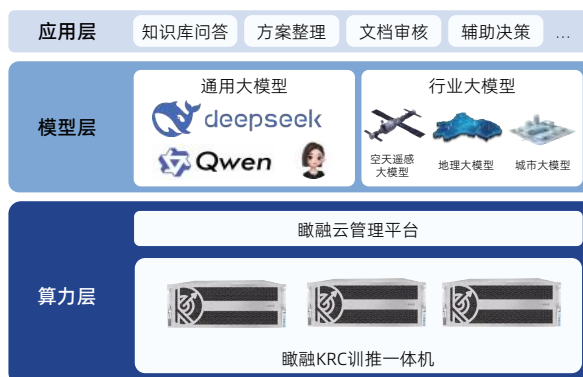 应用层
知识库问答 方案整理 文档审核 辅助决策 ...
模型层
通用大模型
deepseek
Qwen
行业大模型
空天遥感
大模型
地理大模型
城市大模型
算力层
瞰融云管理平台
瞰融KRC训推一体机